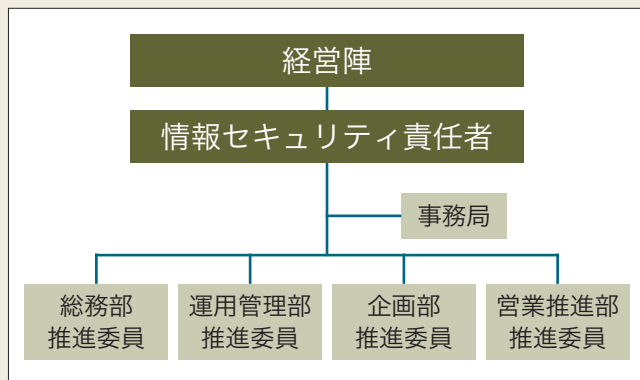 経営陣
情報セキュリティ責任者
事務局
総務部
推進委員
運用管理部
推進委員
企画部
推進委員
営業推進部
推進委員